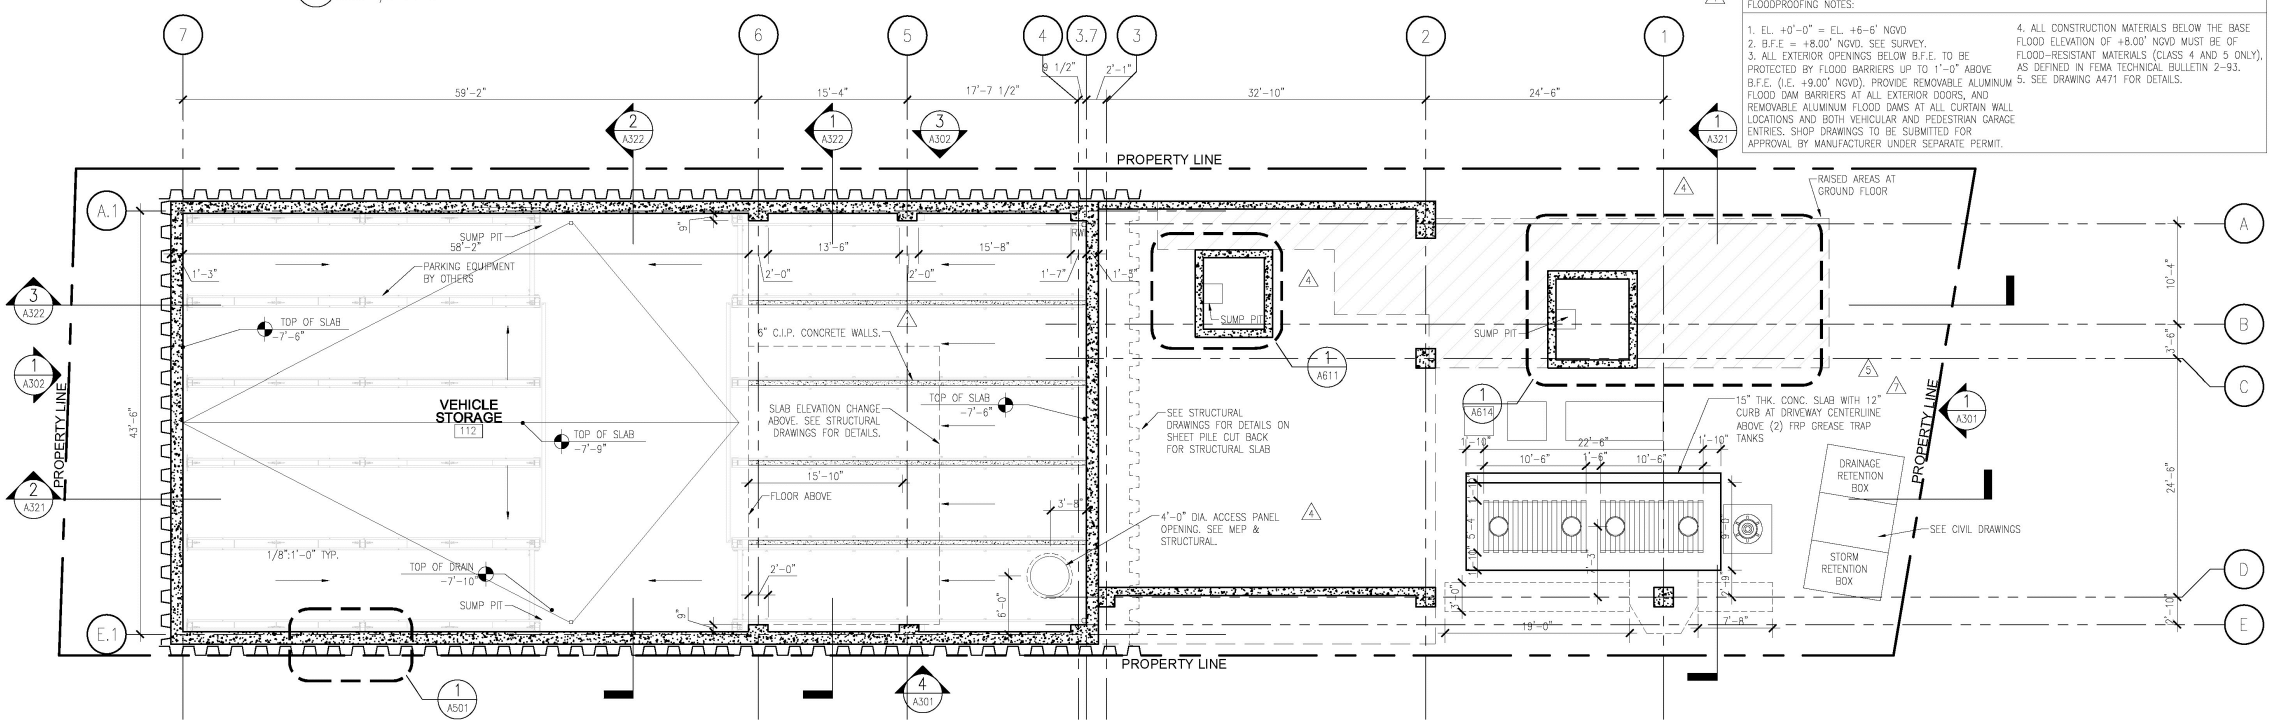 FLOODPROOFING NOTES:
1. EL. +0'-0" = EL. +6-6' NGVD
2. B.F.E = +8.00' NGVD. SEE SURVEY.
3. ALL EXTERIOR OPENINGS BELOW B.F.E. TO BE
PROTECTED BY FLOOD BARRIERS UP TO 1'-0" ABOVE
B.F.E. (I.E. +9.00' NGVD). PROVIDE REMOVABLE ALUMINUM
FLOOD DAM BARRIERS AT ALL EXTERIOR DOORS, AND
REMOVABLE ALUMINUM FLOOD DAMS AT ALL CURTAIN WALL
LOCATIONS AND BOTH VEHICULAR AND PEDESTRIAN GARAGE
ENTRIES. SHOP DRAWINGS TO BE SUBMITTED FOR
APPROVAL BY MANUFACTURER UNDER SEPARATE PERMIT.
4. ALL CONSTRUCTION MATERIALS BELOW THE BASE
FLOOD ELEVATION OF +8.00' NGVD MUST BE OF
FLOOD-RESISTANT MATERIALS (CLASS 4 AND 5 ONLY),
AS DEFINED IN FEMA TECHNICAL BULLETIN 2-93.
5. SEE DRAWING A471 FOR DETAILS.
7
6
5
4
3.7
3
2
1
59'-2"
15'-4"
17'-7 1/2"
9 1/2"
2'-1"
32'-10"
24'-6"
2
A322
1
A322
3
A302
1
A321
PROPERTY LINE
4
RAISED AREAS AT
GROUND FLOOR
A.1
A
SUMP PIT
9"
RW
58'-2"
13'-6"
15'-8"
PARKING EQUIPMENT
BY OTHERS
1'-3"
2'-0"
2'-0"
1'-7"
1'-3"
4
10'-4"
3
A322
TOP OF SLAB
-7'-6"
6" C.I.P. CONCRETE WALLS.
SUMP PIT
SUMP PIT
B
3'-6"
1
A302
1
A611
5
7
C
PROPERTY LINE
43'-6"
VEHICLE
STORAGE
112
TOP OF SLAB
-7'-9"
SLAB ELEVATION CHANGE
ABOVE. SEE STRUCTURAL
DRAWINGS FOR DETAILS.
TOP OF SLAB
-7'-6"
SEE STRUCTURAL
DRAWINGS FOR DETAILS ON
SHEET PILE CUT BACK
FOR STRUCTURAL SLAB
1
A614
15" THK. CONC. SLAB WITH 12"
CURB AT DRIVEWAY CENTERLINE
ABOVE (2) FRP GREASE TRAP
TANKS
PROPERTY LINE
1
A301
1'-10"
22'-6"
1'-10"
10'-6"
1'-6"
10'-6"
DRAINAGE
RETENTION
BOX
24'-6"
2
A321
15'-10"
FLOOR ABOVE
3'-8"
4'-0" DIA. ACCESS PANEL
OPENING. SEE MEP &
STRUCTURAL.
4
5'-4
9'-0
SEE CIVIL DRAWINGS
1/8":1'-0" TYP.
TOP OF DRAIN
-7'-10"
2'-0"
STORM
RETENTION
BOX
D
SUMP PIT
9"
6'-0"
3'-0"
2'-9"
2'-10"
E.1
19'-0"
7'-8"
E
PROPERTY LINE
1
A501
4
A301